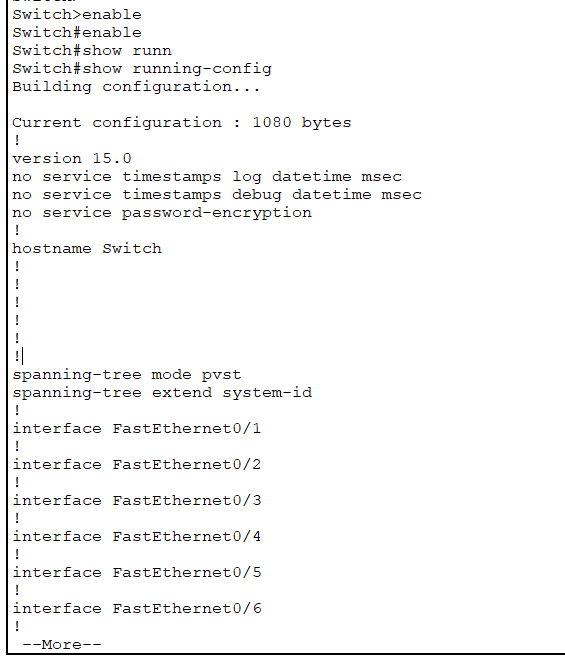 Switch>enable
Switch#enable
Switch#show runn
Switch#show running-config
Building configuration...

Current configuration : 1080 bytes
!
version 15.0
no service timestamps log datetime msec
no service timestamps debug datetime msec
no service password-encryption
!
hostname Switch
!
!
!
!
!
!
spanning-tree mode pvst
spanning-tree extend system-id
!
interface FastEthernet0/1
!
interface FastEthernet0/2
!
interface FastEthernet0/3
!
interface FastEthernet0/4
!
interface FastEthernet0/5
!
interface FastEthernet0/6
!
 --More--